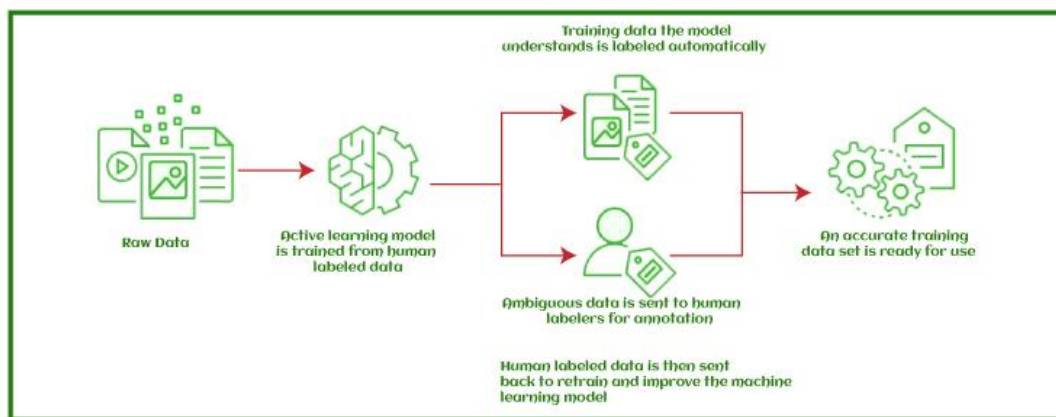 Training data the model
understands is labeled automatically
Raw Data
Active learning model
is trained from human
labeled data
An accurate training
data set is ready for use
Ambiguous data is sent to human
labelers for annotation
Human labeled data is then sent
back to retrain and improve the machine
learning model